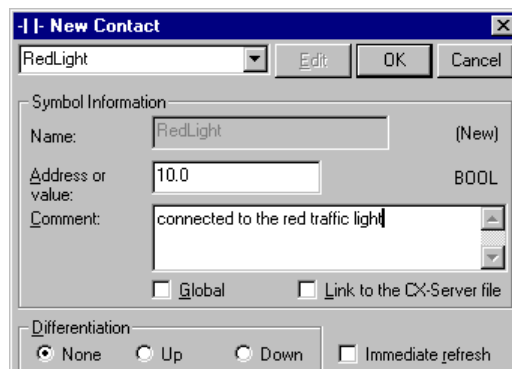 -| |- New Contact
RedLight Edit OK Cancel
Symbol Information
Name: RedLight (New)
Address or value: 10.0 BOOL
Comment: connected to the red traffic light
Global Link to the CX-Server file
Differentiation
None Up Down Immediate refresh